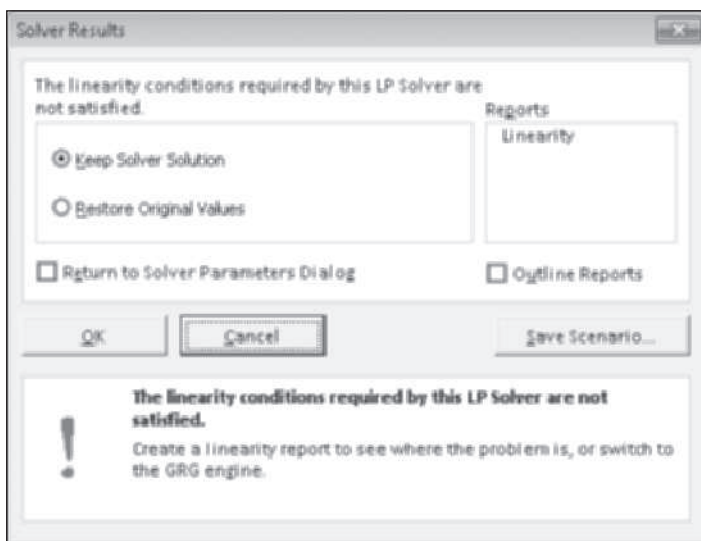 Solver Results
The linearity conditions required by this LP Solver are
not satisfied.
Reports
Linearity
Keep Solver Solution
Restore Original Values
Return to Solver Parameters Dialog
Outline Reports
OK
Cancel
Save Scenario...
The linearity conditions required by this LP Solver are not
satisfied.
Create a linearity report to see where the problem is, or switch to
the GRG engine.